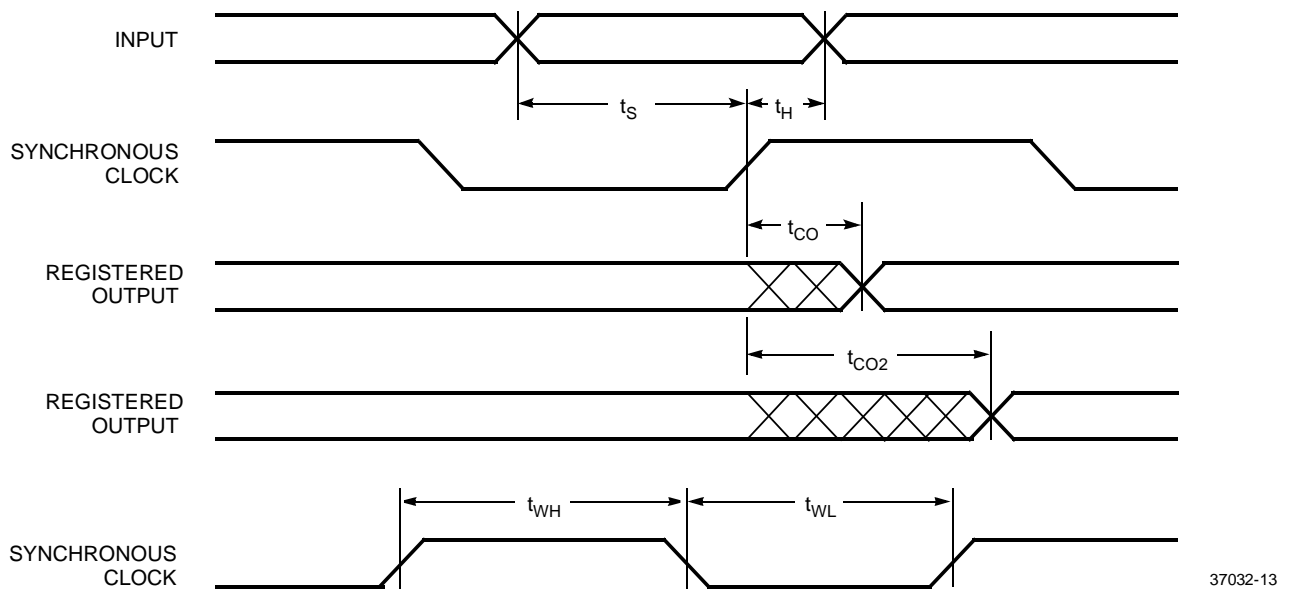 INPUT
t_S
t_H
SYNCHRONOUS
CLOCK
t_CO
REGISTERED
OUTPUT
t_CO2
REGISTERED
OUTPUT
t_WH
t_WL
SYNCHRONOUS
CLOCK
37032-13